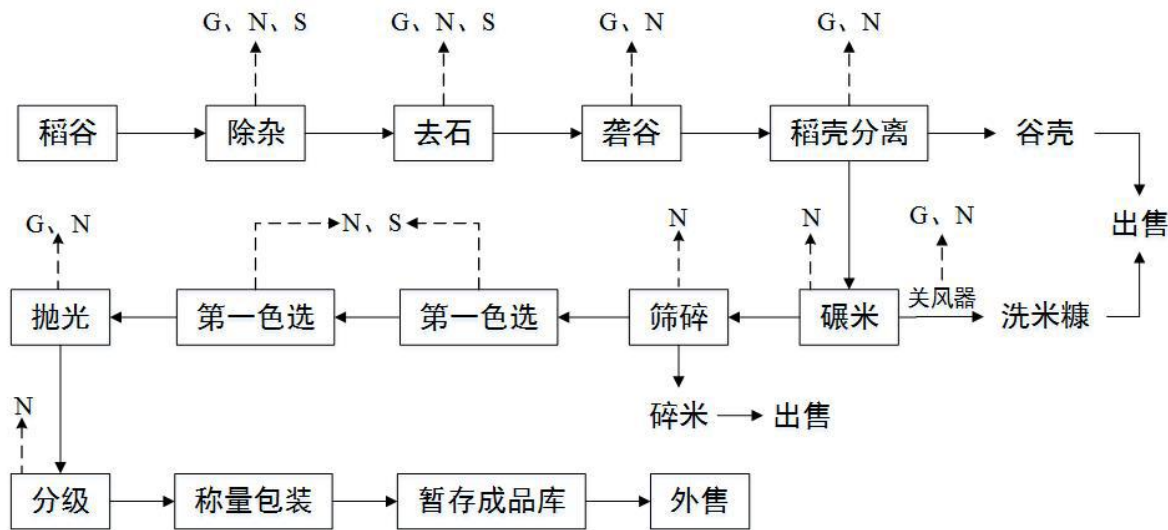 G、N、S
G、N、S
G、N
G、N
稻谷
除杂
去石
砻谷
稻壳分离
谷壳
出售
G、N
N、S
N
N
G、N
抛光
第一色选
第一色选
筛碎
碾米
关风器
洗米糠
碎米
出售
N
分级
称量包装
暂存成品库
外售